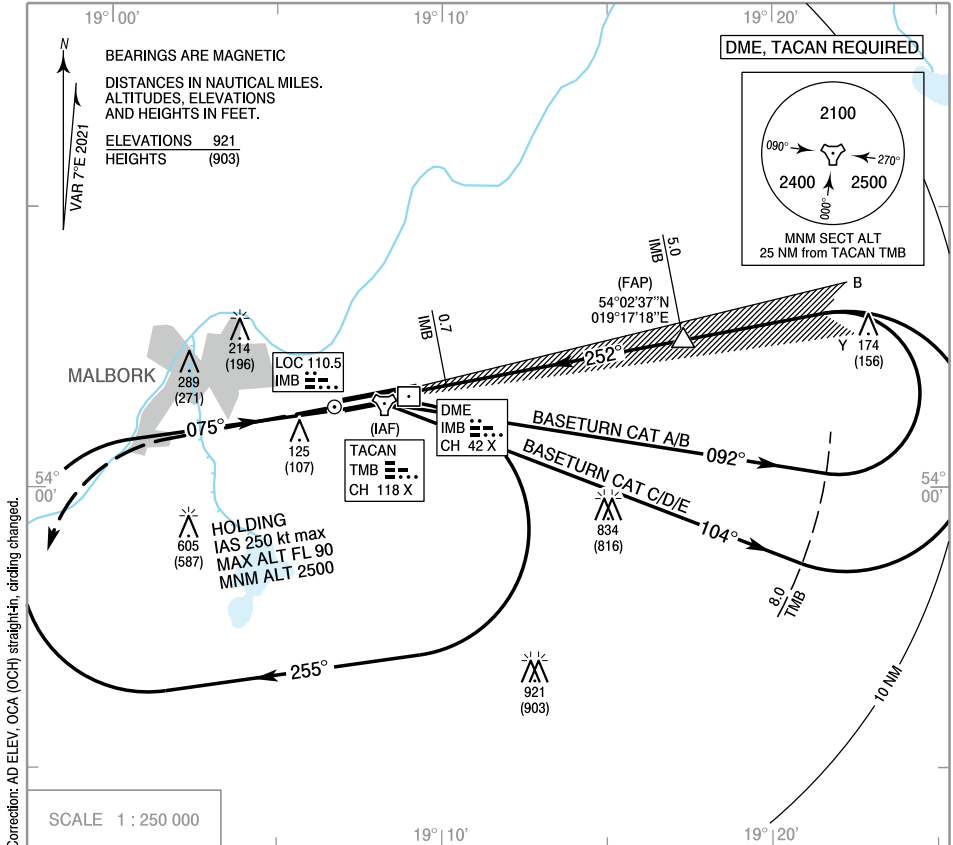 19°00'
19°10'
19°20'
N
VAR 7°E 2021
BEARINGS ARE MAGNETIC
DISTANCES IN NAUTICAL MILES.
ALTITUDES, ELEVATIONS
AND HEIGHTS IN FEET.
ELEVATIONS 921
HEIGHTS (903)
DME, TACAN REQUIRED
2100
090°
270°
2400
2500
000°
MNM SECT ALT
25 NM from TACAN TMB
5.0
IMB
(FAP)
54°02'37"N
019°17'18"E
B
0.7
IMB
252°
Y
174
(156)
214
(196)
MALBORK
289
(271)
LOC 110.5
IMB
075°
125
(107)
(IAF)
TACAN
TMB
CH 118 X
DME
IMB
CH 42 X
BASETURN CAT A/B
092°
BASETURN CAT C/D/E
104°
54°
00'
54°
00'
834
(816)
605
(587)
HOLDING
IAS 250 kt max
MAX ALT FL 90
MNM ALT 2500
8.0
TMB
255°
921
(903)
10 NM
Correction: AD ELEV, OCA (OCH) straight-in, circling changed.
SCALE 1 : 250 000
19°10'
19°20'